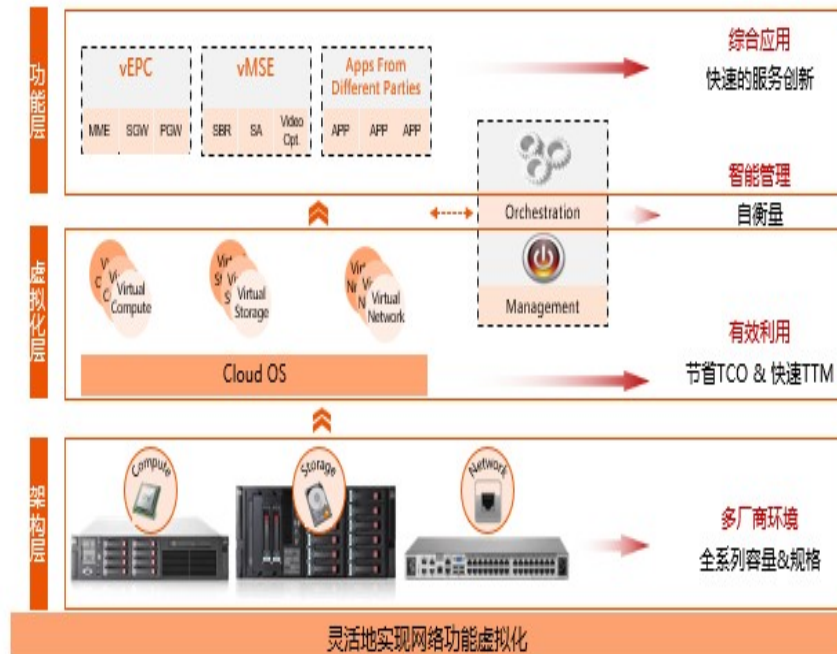 功能层
vEPC
MME SGW PGW
vMSE
SBR SA Video Opt.
Apps From
Different Parties
APP APP APP
综合应用
快速的服务创新
Orchestration
Management
智能管理
自衡量
虚拟化层
Virtual
Compute
Virtual
Storage
Virtual
Network
Cloud OS
有效利用
节省TCO & 快速TTM
架构层
Compute
Storage
Network
多厂商环境
全系列容量&规格
灵活地实现网络功能虚拟化